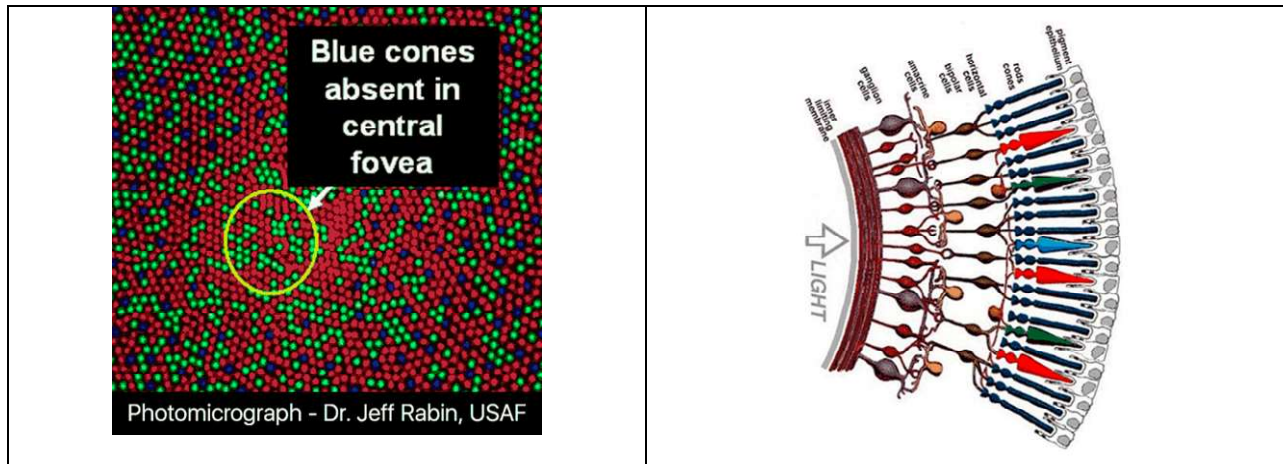 Blue cones
absent in
central
fovea
Photomicrograph - Dr. Jeff Rabin, USAF
inner
limiting
membrane
ganglion
cells
amacrine
cells
bipolar
cells
horizontal
cells
rods
cones
pigment
epithelium
LIGHT